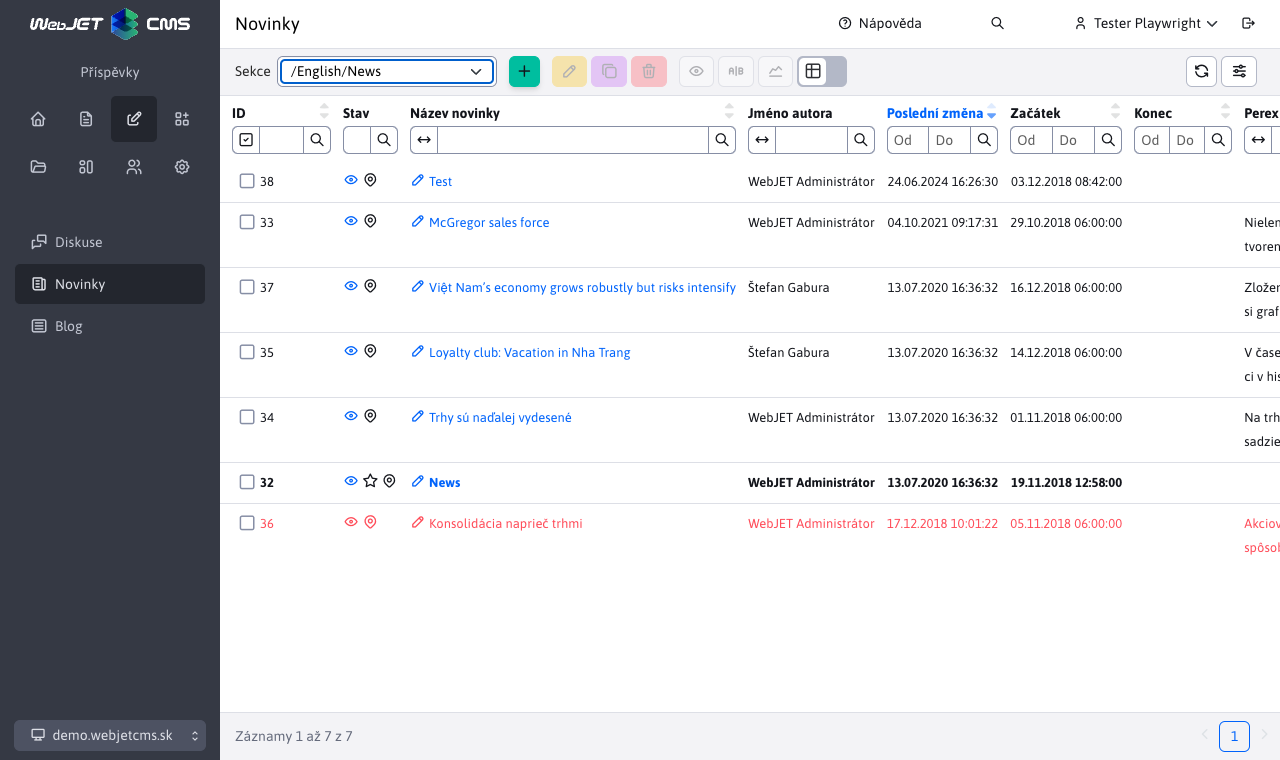 WebJET CMS
Novinky
Nápověda
Tester Playwright
Příspěvky
Sekce
/English/News
A|B
ID
Stav
Název novinky
Jméno autora
Poslední změna
Začátek
Konec
Perex
Od Do Od Do Od Do
38 Test WebJET Administrátor 24.06.2024 16:26:30 03.12.2018 08:42:00
33 McGregor sales force WebJET Administrátor 04.10.2021 09:17:31 29.10.2018 06:00:00
37 Việt Nam’s economy grows robustly but risks intensify Štefan Gabura 13.07.2020 16:36:32 16.12.2018 06:00:00
si graf
35 Loyalty club: Vacation in Nha Trang Štefan Gabura 13.07.2020 16:36:32 14.12.2018 06:00:00 V čase
ci v his
34 Trhy sú naďalej vydesené WebJET Administrátor 13.07.2020 16:36:32 01.11.2018 06:00:00 Na trh
sadzie
32 News WebJET Administrátor 13.07.2020 16:36:32 19.11.2018 12:58:00
36 Konsolidácia naprieč trhmi WebJET Administrátor 17.12.2018 10:01:22 05.11.2018 06:00:00 Akciov
spôsob
Diskuse
Novinky
Blog
demo.webjetcms.sk
Záznamy 1 až 7 z 7
1